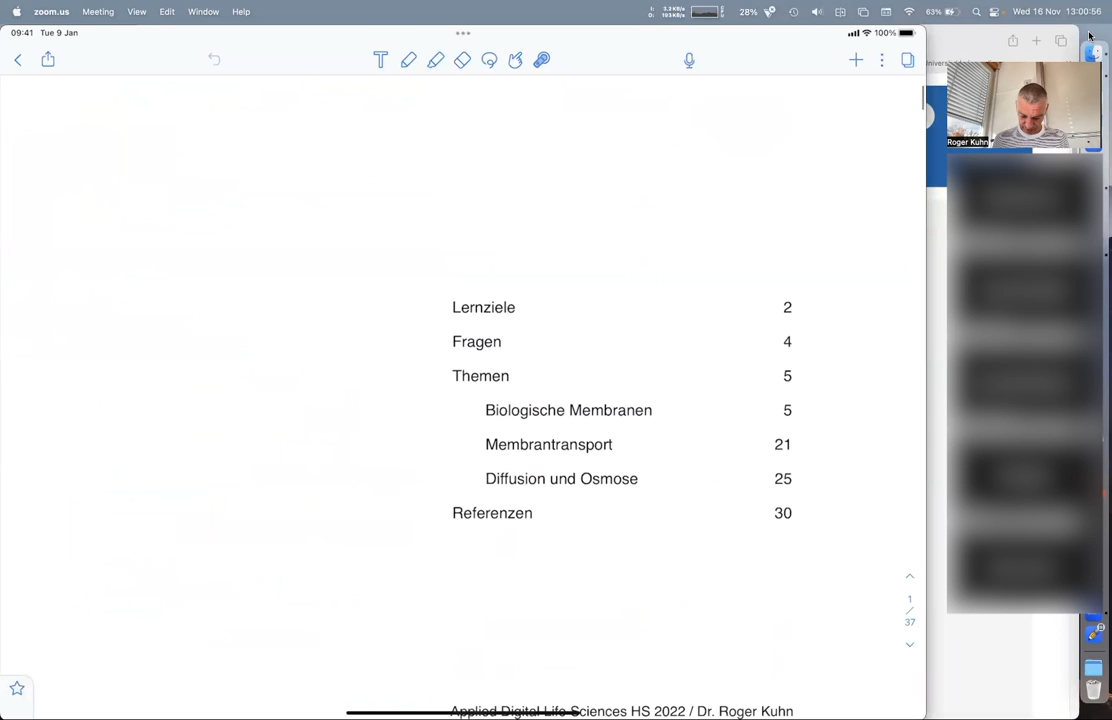 zoom.us Meeting View Edit Window Help
28% 63% Wed 16 Nov 13:00:56
09:41 Tue 9 Jan
100%
Roger Kuhn
Lernziele 2
Fragen 4
Themen 5
Biologische Membranen 5
Membrantransport 21
Diffusion und Osmose 25
Referenzen 30
1
/
37
Applied Digital Life Sciences HS 2022 / Dr. Roger Kuhn